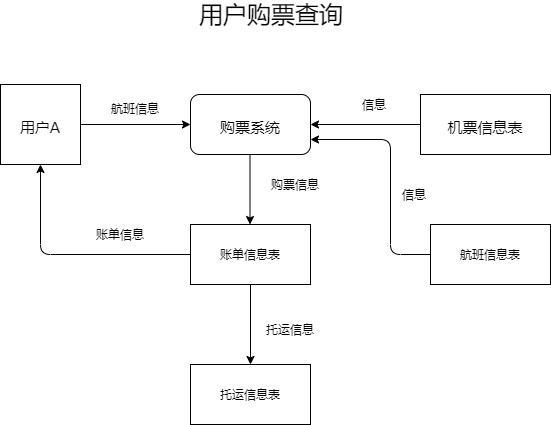 用户购票查询
航班信息
信息
用户A
购票系统
机票信息表
购票信息
信息
账单信息
账单信息表
航班信息表
托运信息
托运信息表